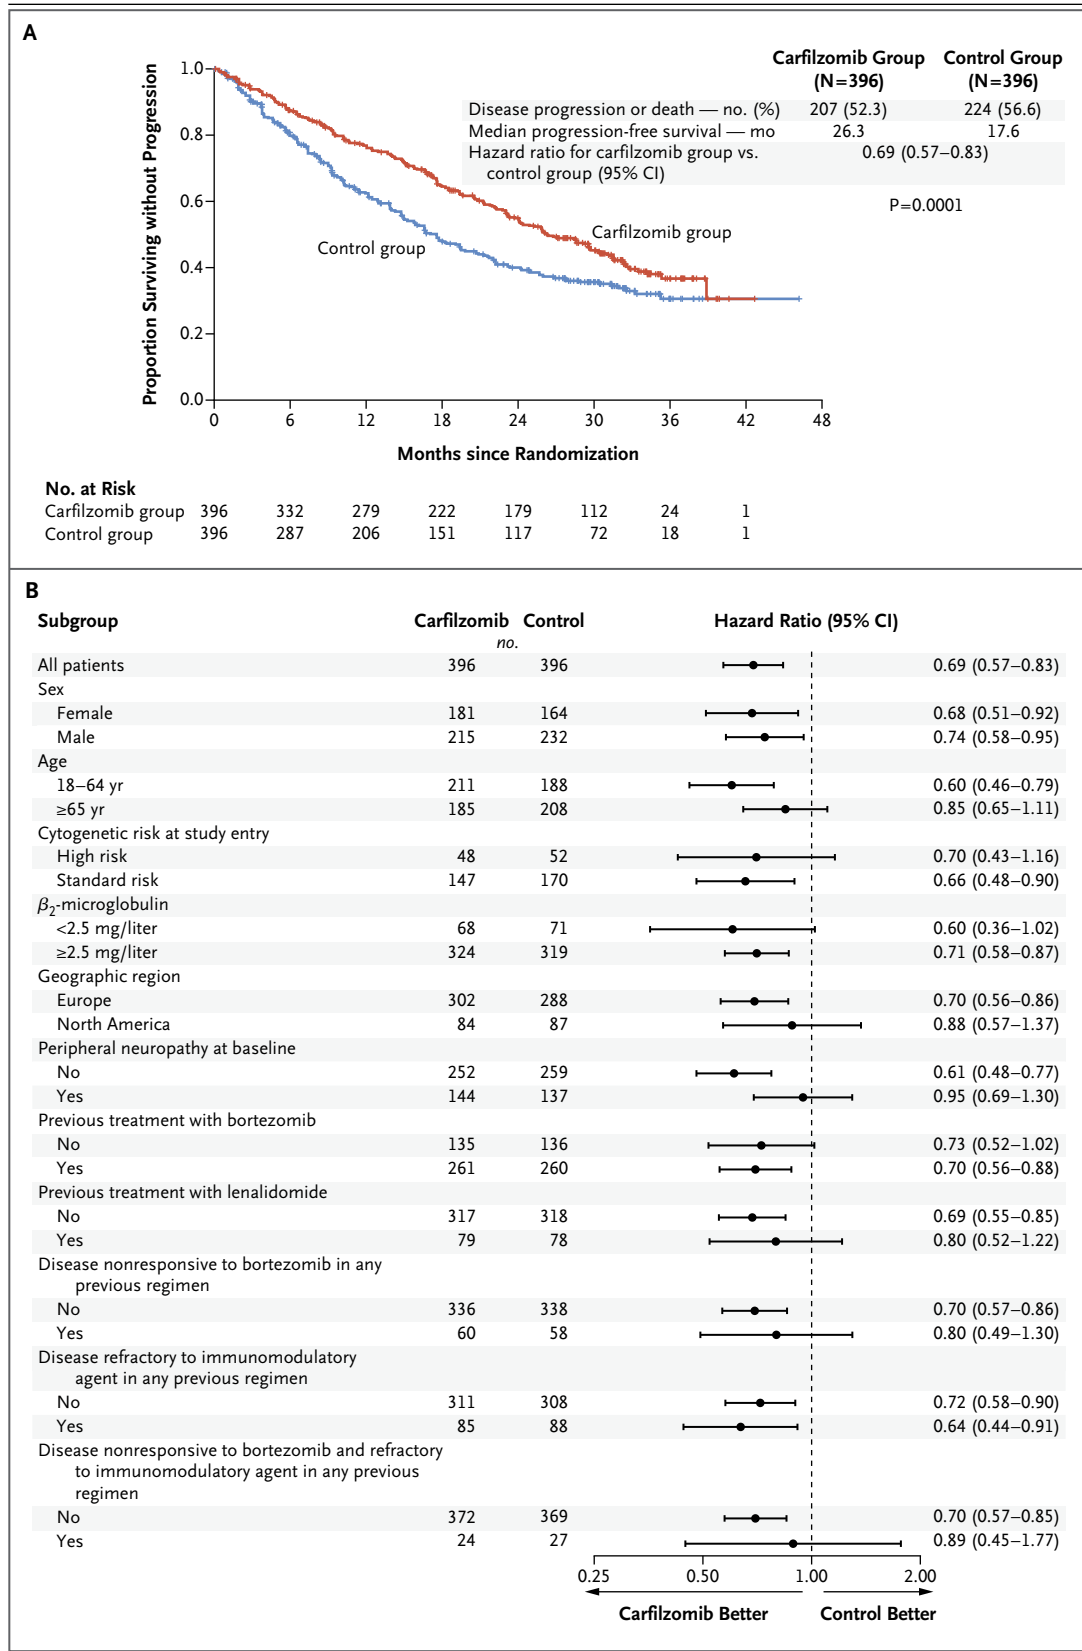 A
Carfilzomib Group Control Group
(N=396) (N=396)
Disease progression or death — no. (%) 207 (52.3) 224 (56.6)
Median progression-free survival — mo 26.3 17.6
Hazard ratio for carfilzomib group vs. 0.69 (0.57–0.83)
control group (95% CI)
P=0.0001
Proportion Surviving without Progression
1.0
0.8
0.6
0.4
0.2
0.0
Control group
Carfilzomib group
0 6 12 18 24 30 36 42 48
Months since Randomization
No. at Risk
Carfilzomib group 396 332 279 222 179 112 24 1
Control group 396 287 206 151 117 72 18 1
B
Subgroup Carfilzomib Control Hazard Ratio (95% CI)
no.
All patients 396 396 0.69 (0.57–0.83)
Sex
Female 181 164 0.68 (0.51–0.92)
Male 215 232 0.74 (0.58–0.95)
Age
18–64 yr 211 188 0.60 (0.46–0.79)
≥65 yr 185 208 0.85 (0.65–1.11)
Cytogenetic risk at study entry
High risk 48 52 0.70 (0.43–1.16)
Standard risk 147 170 0.66 (0.48–0.90)
β2-microglobulin
<2.5 mg/liter 68 71 0.60 (0.36–1.02)
≥2.5 mg/liter 324 319 0.71 (0.58–0.87)
Geographic region
Europe 302 288 0.70 (0.56–0.86)
North America 84 87 0.88 (0.57–1.37)
Peripheral neuropathy at baseline
No 252 259 0.61 (0.48–0.77)
Yes 144 137 0.95 (0.69–1.30)
Previous treatment with bortezomib
No 135 136 0.73 (0.52–1.02)
Yes 261 260 0.70 (0.56–0.88)
Previous treatment with lenalidomide
No 317 318 0.69 (0.55–0.85)
Yes 79 78 0.80 (0.52–1.22)
Disease nonresponsive to bortezomib in any
previous regimen
No 336 338 0.70 (0.57–0.86)
Yes 60 58 0.80 (0.49–1.30)
Disease refractory to immunomodulatory
agent in any previous regimen
No 311 308 0.72 (0.58–0.90)
Yes 85 88 0.64 (0.44–0.91)
Disease nonresponsive to bortezomib and refractory
to immunomodulatory agent in any previous
regimen
No 372 369 0.70 (0.57–0.85)
Yes 24 27 0.89 (0.45–1.77)
0.25 0.50 1.00 2.00
Carfilzomib Better Control Better